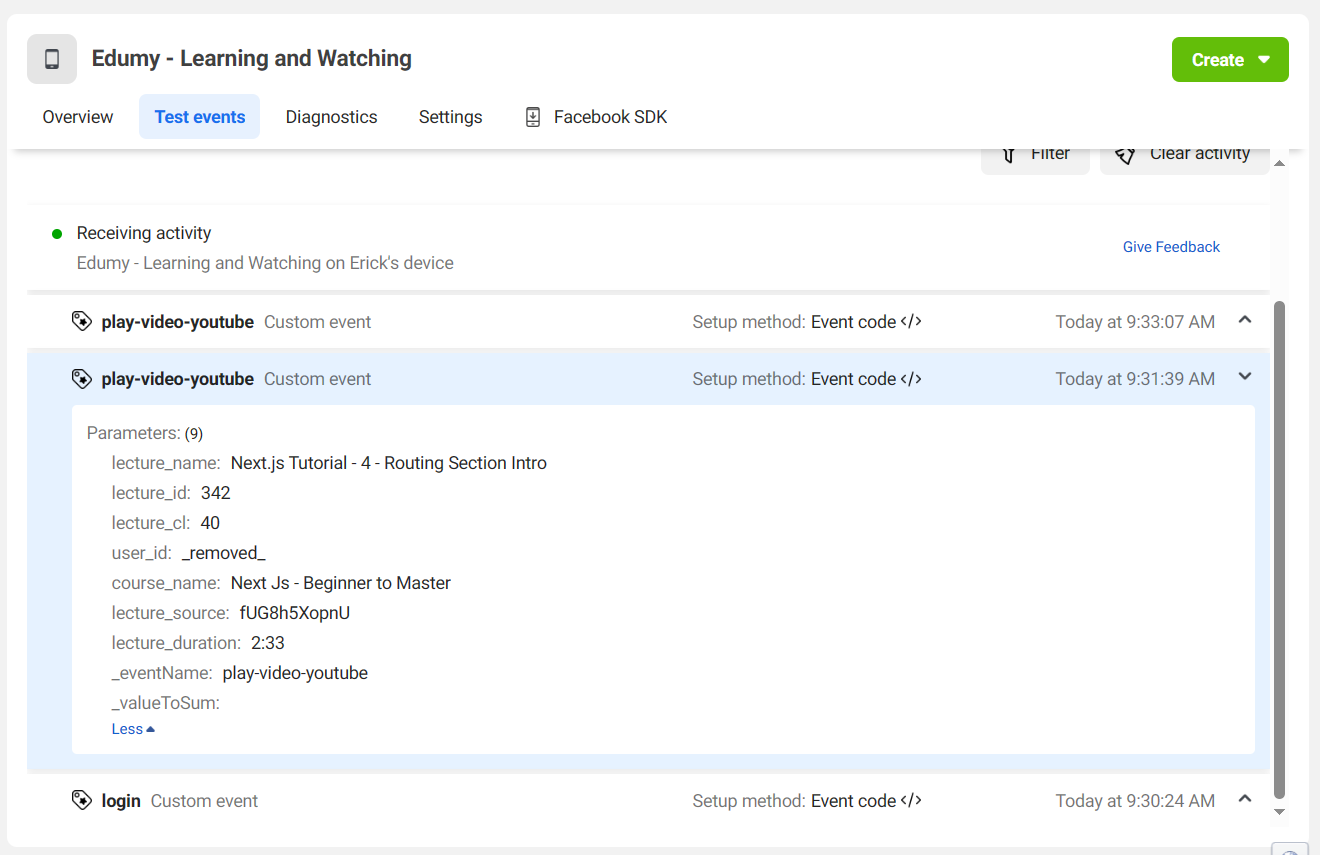 Edumy - Learning and Watching
Create
Overview Test events Diagnostics Settings Facebook SDK
Filter Clear activity
Receiving activity
Edumy - Learning and Watching on Erick's device
Give Feedback
play-video-youtube Custom event Setup method: Event code </> Today at 9:33:07 AM
play-video-youtube Custom event Setup method: Event code </> Today at 9:31:39 AM
Parameters: (9)
lecture_name: Next.js Tutorial - 4 - Routing Section Intro
lecture_id: 342
lecture_cl: 40
user_id: _removed_
course_name: Next Js - Beginner to Master
lecture_source: fUG8h5XopnU
lecture_duration: 2:33
_eventName: play-video-youtube
_valueToSum:
Less
login Custom event Setup method: Event code </> Today at 9:30:24 AM